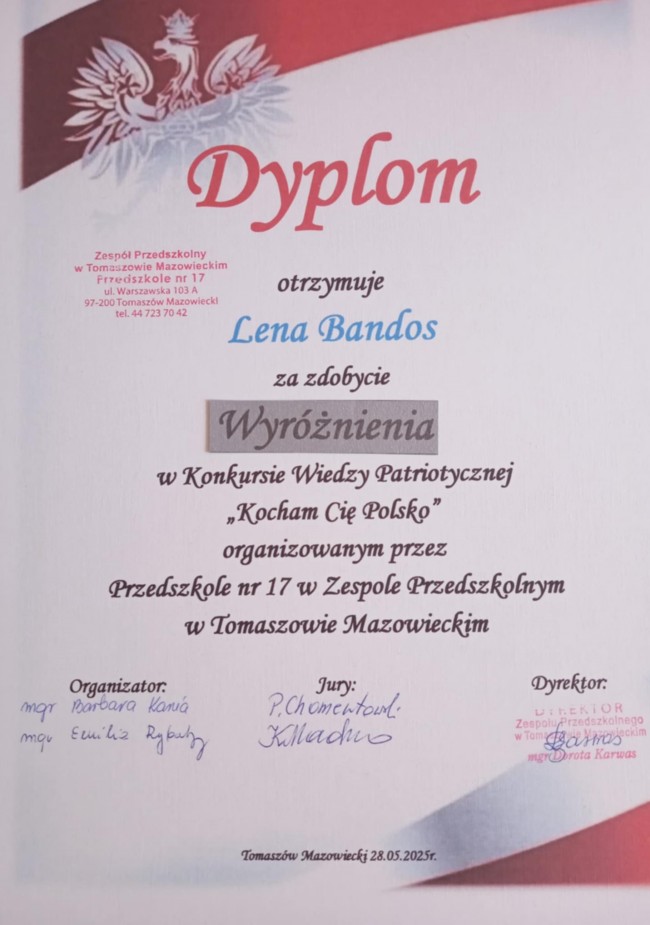 Dyplom
Zespół Przedszkolny
w Tomaszowie Mazowieckim
Przedszkole nr 17
ul. Warszawska 103 A
97-200 Tomaszów Mazowiecki
tel. 44 723 70 42
otrzymuje
Lena Bandos
za zdobycie
Wyróżnienia
w Konkursie Wiedzy Patriotycznej
„Kocham Cię Polsko”
organizowanym przez
Przedszkole nr 17 w Zespole Przedszkolnym
w Tomaszowie Mazowieckim
Organizator:
mgr Barbara Kania
mgr Emilia
Jury:
Dyrektor:
DYREKTOR
Zespołu Przedszkolnego
w Tomaszowie Mazowieckim
mgr Dorota Karwas
Tomaszów Mazowiecki 28.05.2025r.